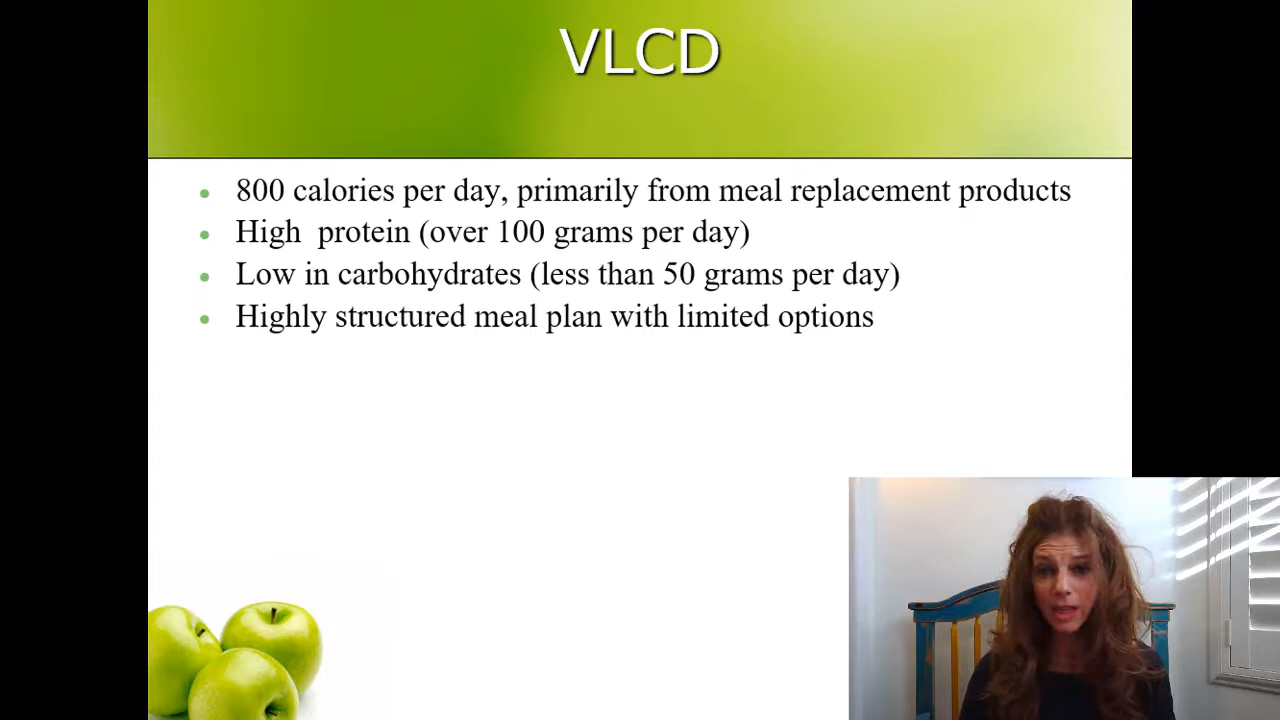 VLCD
• 800 calories per day, primarily from meal replacement products
• High  protein (over 100 grams per day)
• Low in carbohydrates (less than 50 grams per day)
• Highly structured meal plan with limited options